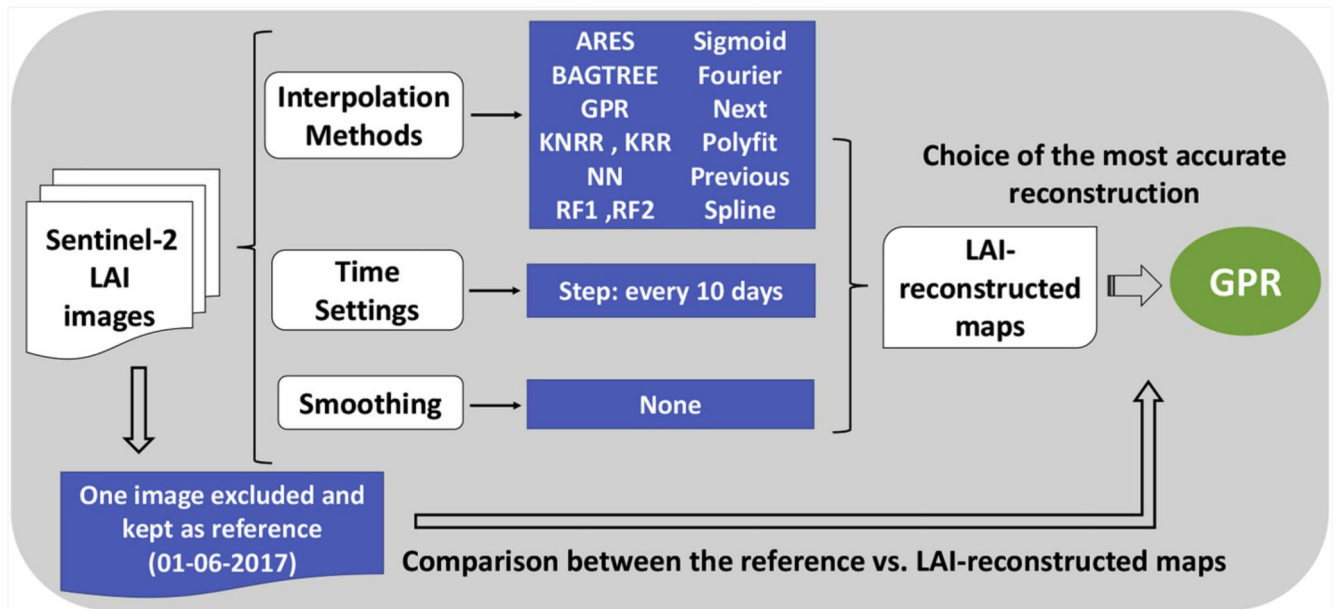 Sentinel-2
LAI
images
Interpolation
Methods
ARES Sigmoid
BAGTREE Fourier
GPR Next
KNRR , KRR Polyfit
NN Previous
RF1 ,RF2 Spline
Time
Settings
Step: every 10 days
Smoothing
None
LAI-
reconstructed
maps
Choice of the most accurate
reconstruction
GPR
One image excluded and
kept as reference
(01-06-2017)
Comparison between the reference vs. LAI-reconstructed maps